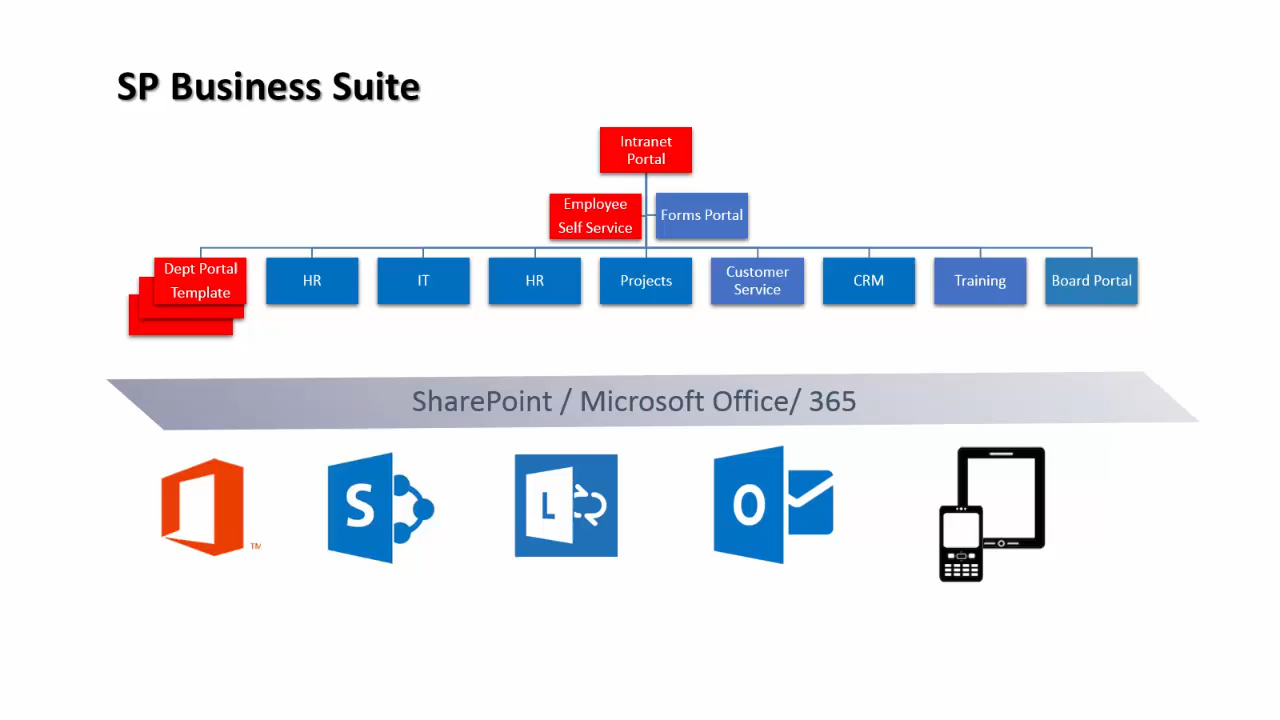 SP Business Suite
Intranet
Portal
Employee
Self Service
Forms Portal
Dept Portal
Template
HR
IT
HR
Projects
Customer
Service
CRM
Training
Board Portal
SharePoint / Microsoft Office/ 365
TM
S
L
O